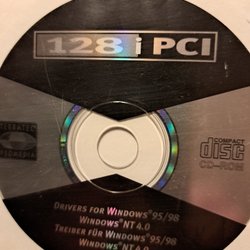 128 i PCI
COMPACT
disc
CD-ROM
DRIVERS FOR WINDOWS® 95/98
WINDOWS® NT 4.0
TREIBER FÜR WINDOWS® 95/98
WINDOWS® NT 4.0